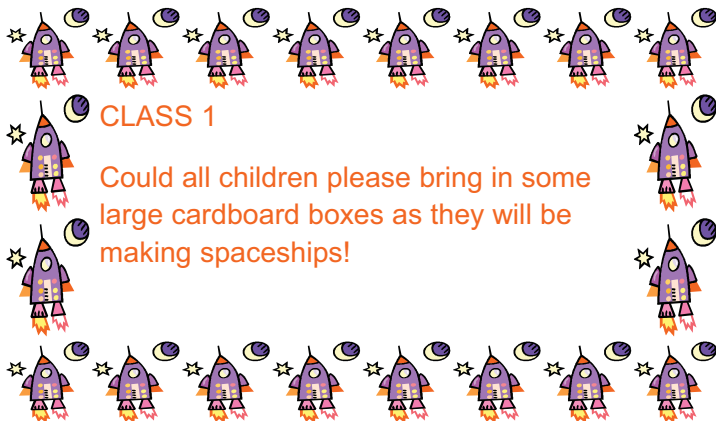 CLASS 1
Could all children please bring in some
large cardboard boxes as they will be
making spaceships!